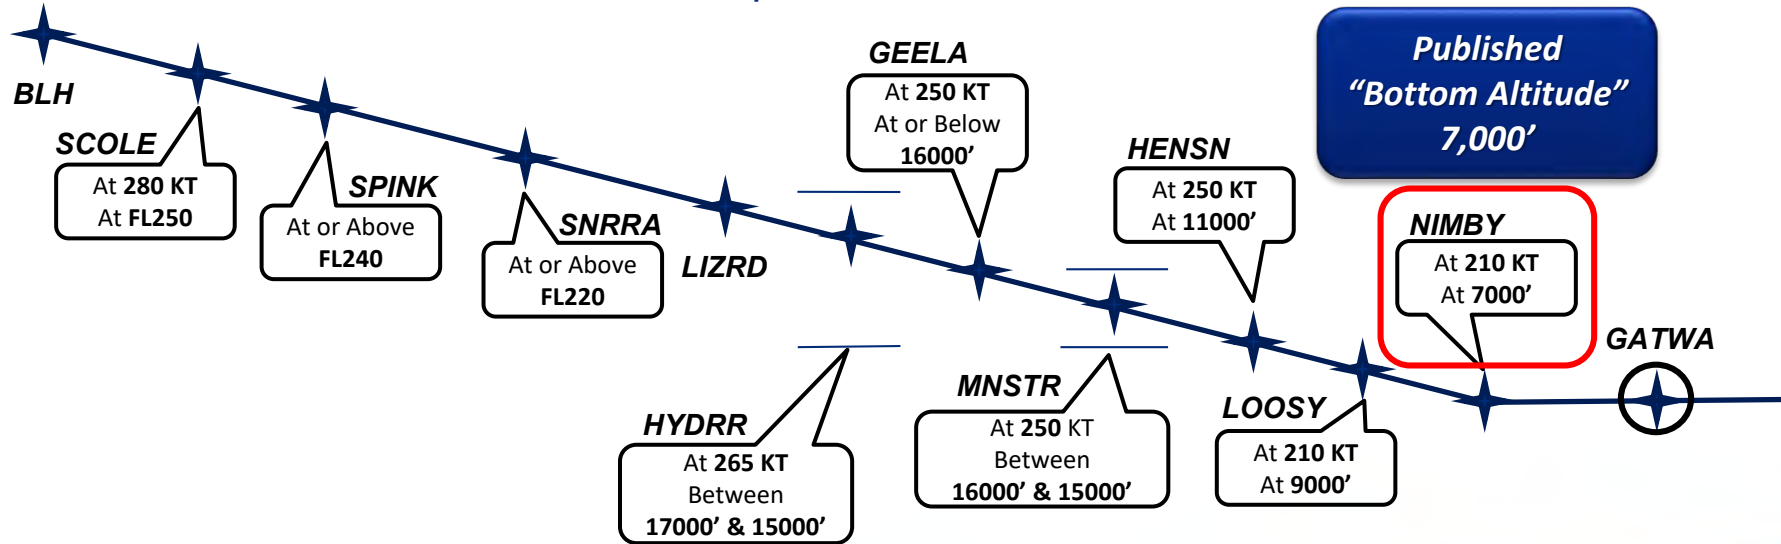 BLH
SCOLE
At 280 KT
At FL250
SPINK
At or Above
FL240
SNRRA
At or Above
FL220
LIZRD
HYDRR
At 265 KT
Between
17000’ & 15000’
GEELA
At 250 KT
At or Below
16000’
MNSTR
At 250 KT
Between
16000’ & 15000’
HENSN
At 250 KT
At 11000’
LOOSY
At 210 KT
At 9000’
Published
“Bottom Altitude”
7,000’
NIMBY
At 210 KT
At 7000’
GATWA